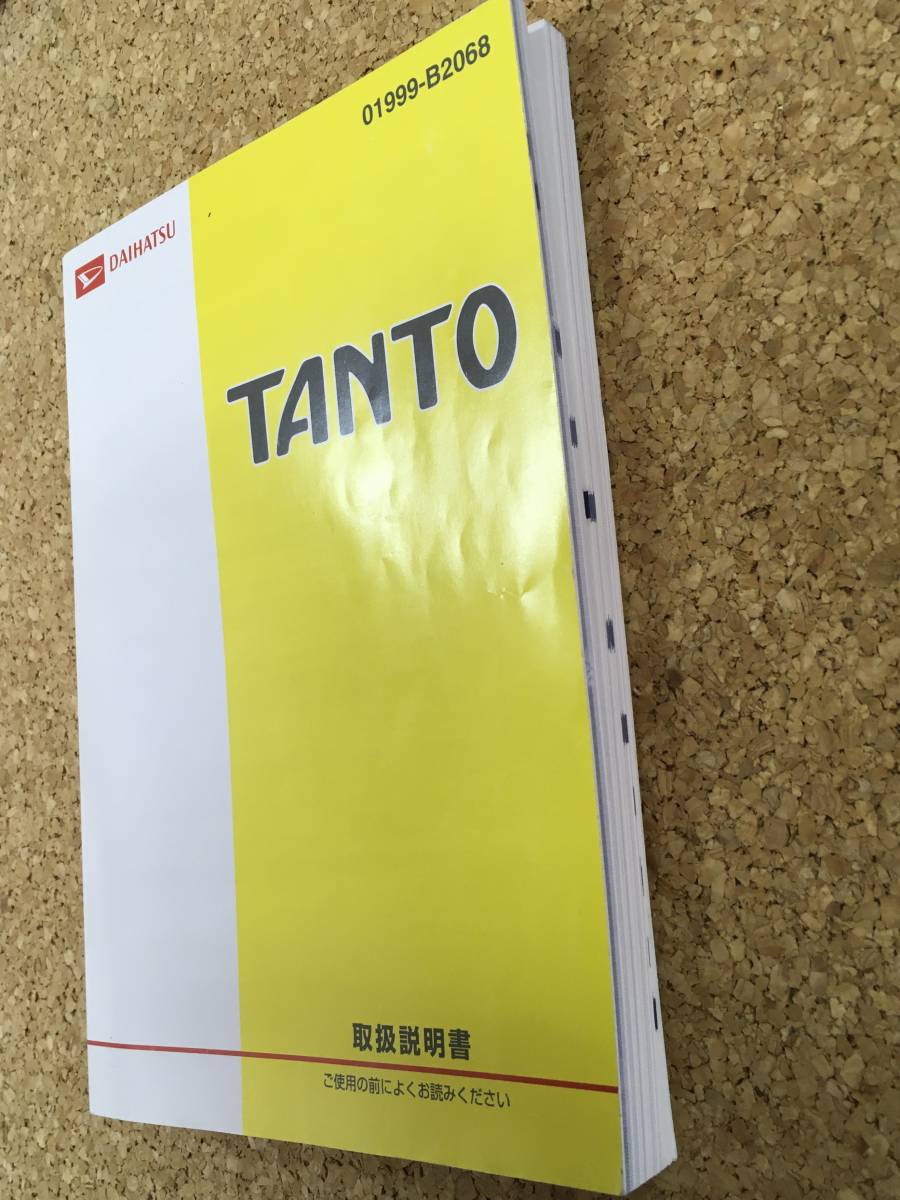 01999-B2068
DAIHATSU
TANTO
取扱説明書
ご使用の前によくお読みください